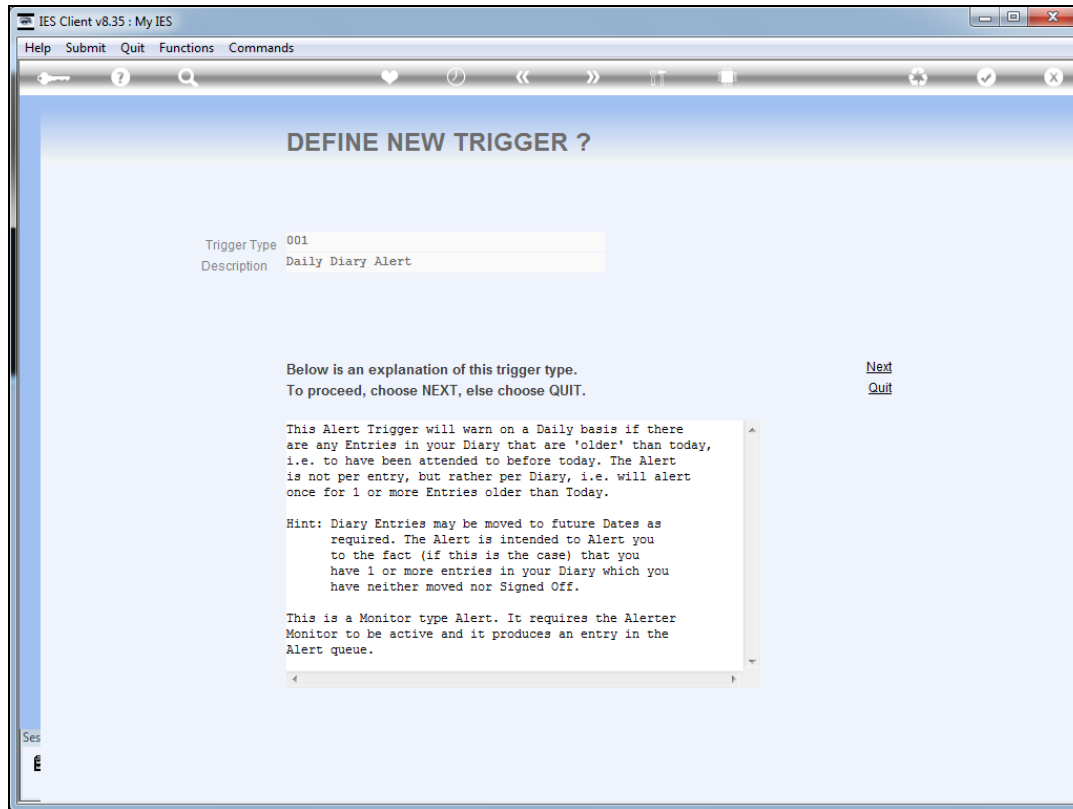 IES Client v8.35 : My IES
Help Submit Quit Functions Commands
DEFINE NEW TRIGGER ?
Trigger Type 001
Description Daily Diary Alert
Below is an explanation of this trigger type. Next
To proceed, choose NEXT, else choose QUIT. Quit
This Alert Trigger will warn on a Daily basis if there
are any Entries in your Diary that are 'older' than today,
i.e. to have been attended to before today. The Alert
is not per entry, but rather per Diary, i.e. will alert
once for 1 or more Entries older than Today.
Hint: Diary Entries may be moved to future Dates as
required. The Alert is intended to Alert you
to the fact (if this is the case) that you
have 1 or more entries in your Diary which you
have neither moved nor Signed Off.
This is a Monitor type Alert. It requires the Alerter
Monitor to be active and it produces an entry in the
Alert queue.
Ses